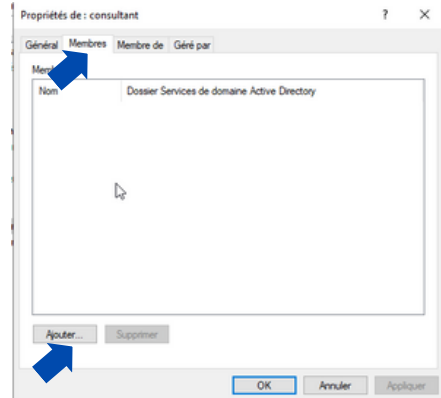 Propriétés de : consultant ? ×
Général Membres Membre de Géré par
Nom Dossier Services de domaine Active Directory
Ajouter... Supprimer
OK Annuler Appliquer